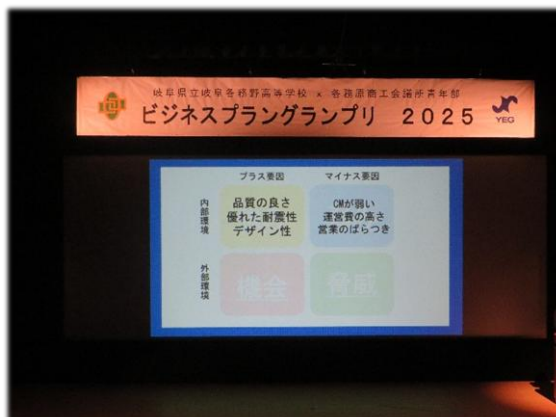 岐阜県立岐阜各務野高等学校 × 各務原商工会議所青年部
ビジネスプラングランプリ 2025
YEG
プラス要因
マイナス要因
内部環境
品質の良さ
優れた耐震性
デザイン性
CMが弱い
運営費の高さ
営業のばらつき
外部環境
機会
脅威